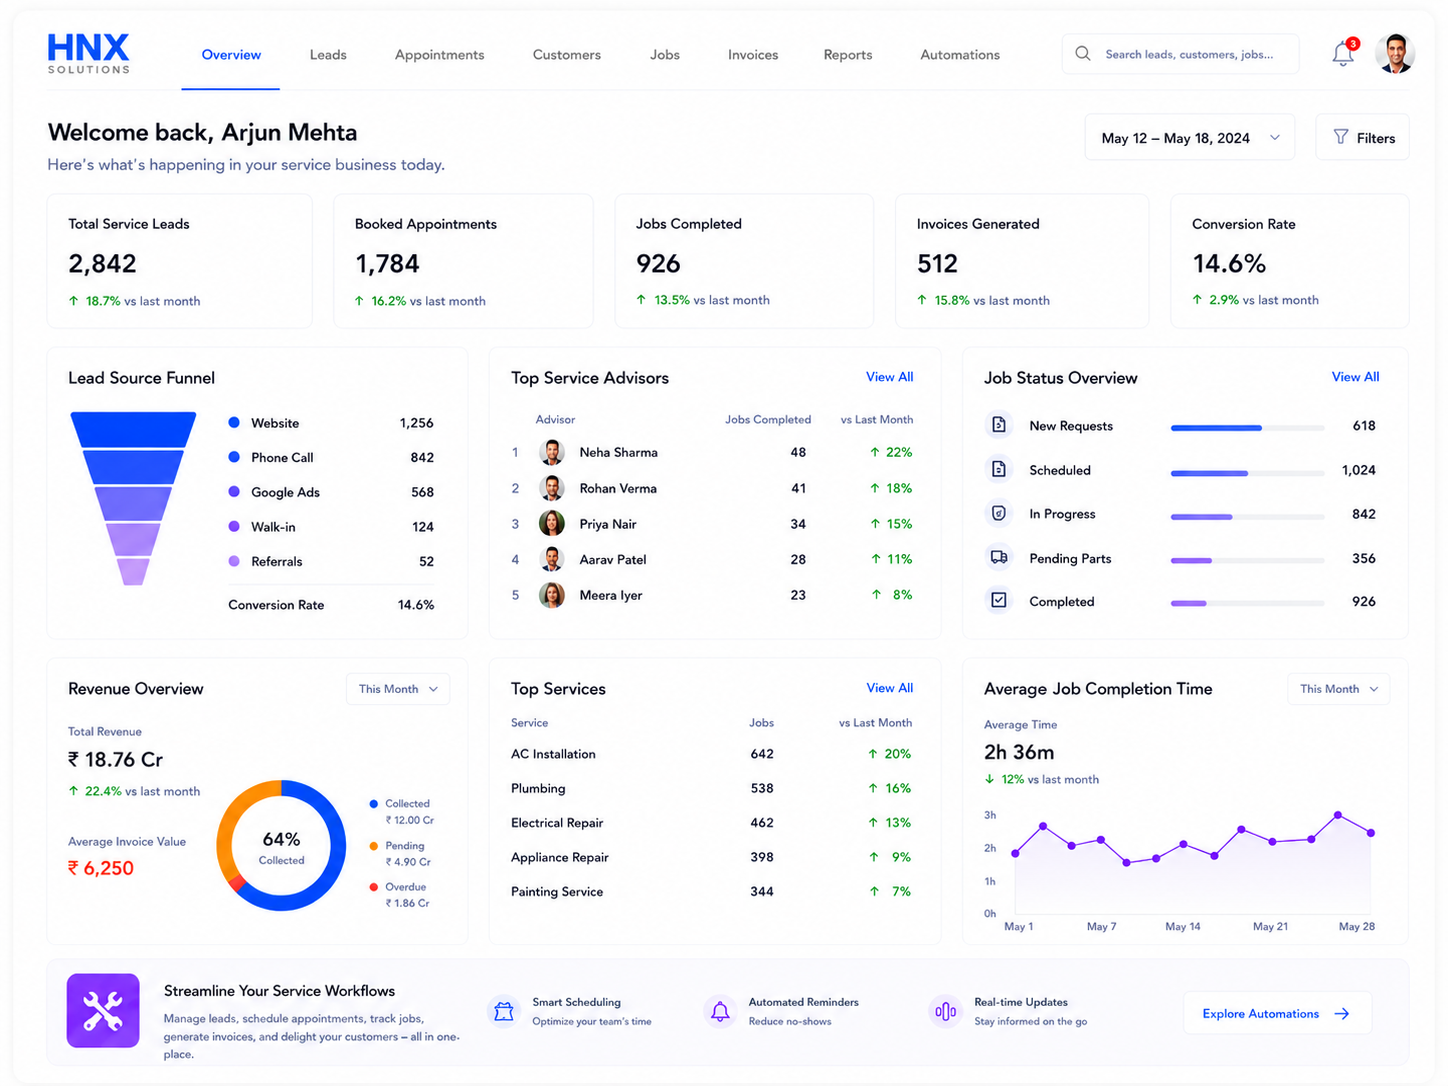 HNX
SOLUTIONS
Overview
Leads
Appointments
Customers
Jobs
Invoices
Reports
Automations
Search leads, customers, jobs...
3
Welcome back, Arjun Mehta
Here's what's happening in your service business today.
May 12 – May 18, 2024
Filters
Total Service Leads
2,842
↑ 18.7% vs last month
Booked Appointments
1,784
↑ 16.2% vs last month
Jobs Completed
926
↑ 13.5% vs last month
Invoices Generated
512
↑ 15.8% vs last month
Conversion Rate
14.6%
↑ 2.9% vs last month
Lead Source Funnel
Website 1,256
Phone Call 842
Google Ads 568
Walk-in 124
Referrals 52
Conversion Rate 14.6%
Top Service Advisors
View All
Advisor Jobs Completed vs Last Month
1 Neha Sharma 48 ↑ 22%
2 Rohan Verma 41 ↑ 18%
3 Priya Nair 34 ↑ 15%
4 Aarav Patel 28 ↑ 11%
5 Meera Iyer 23 ↑ 8%
Job Status Overview
View All
New Requests 618
Scheduled 1,024
In Progress 842
Pending Parts 356
Completed 926
Revenue Overview
This Month
Total Revenue
₹ 18.76 Cr
↑ 22.4% vs last month
Average Invoice Value
₹ 6,250
64%
Collected
Collected
₹ 12.00 Cr
Pending
₹ 4.90 Cr
Overdue
₹ 1.86 Cr
Top Services
View All
Service Jobs vs Last Month
AC Installation 642 ↑ 20%
Plumbing 538 ↑ 16%
Electrical Repair 462 ↑ 13%
Appliance Repair 398 ↑ 9%
Painting Service 344 ↑ 7%
Average Job Completion Time
This Month
Average Time
2h 36m
↓ 12% vs last month
3h
2h
1h
0h
May 1 May 7 May 14 May 21 May 28
Streamline Your Service Workflows
Manage leads, schedule appointments, track jobs,
generate invoices, and delight your customers – all in one-
place.
Smart Scheduling
Optimize your team's time
Automated Reminders
Reduce no-shows
Real-time Updates
Stay informed on the go
Explore Automations →